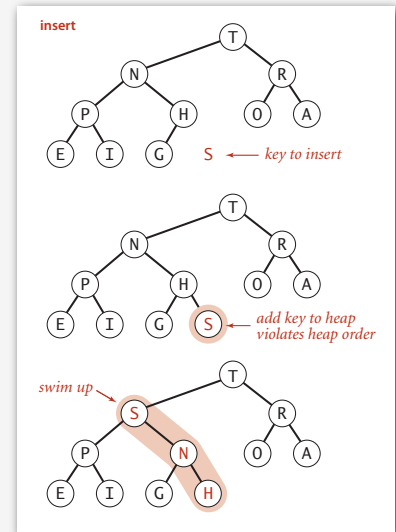 insert
T
N R
P H O A
E I G S key to insert
T
N R
P H O A
E I G S add key to heap
violates heap order
swim up
T
S R
P N O A
E I G H